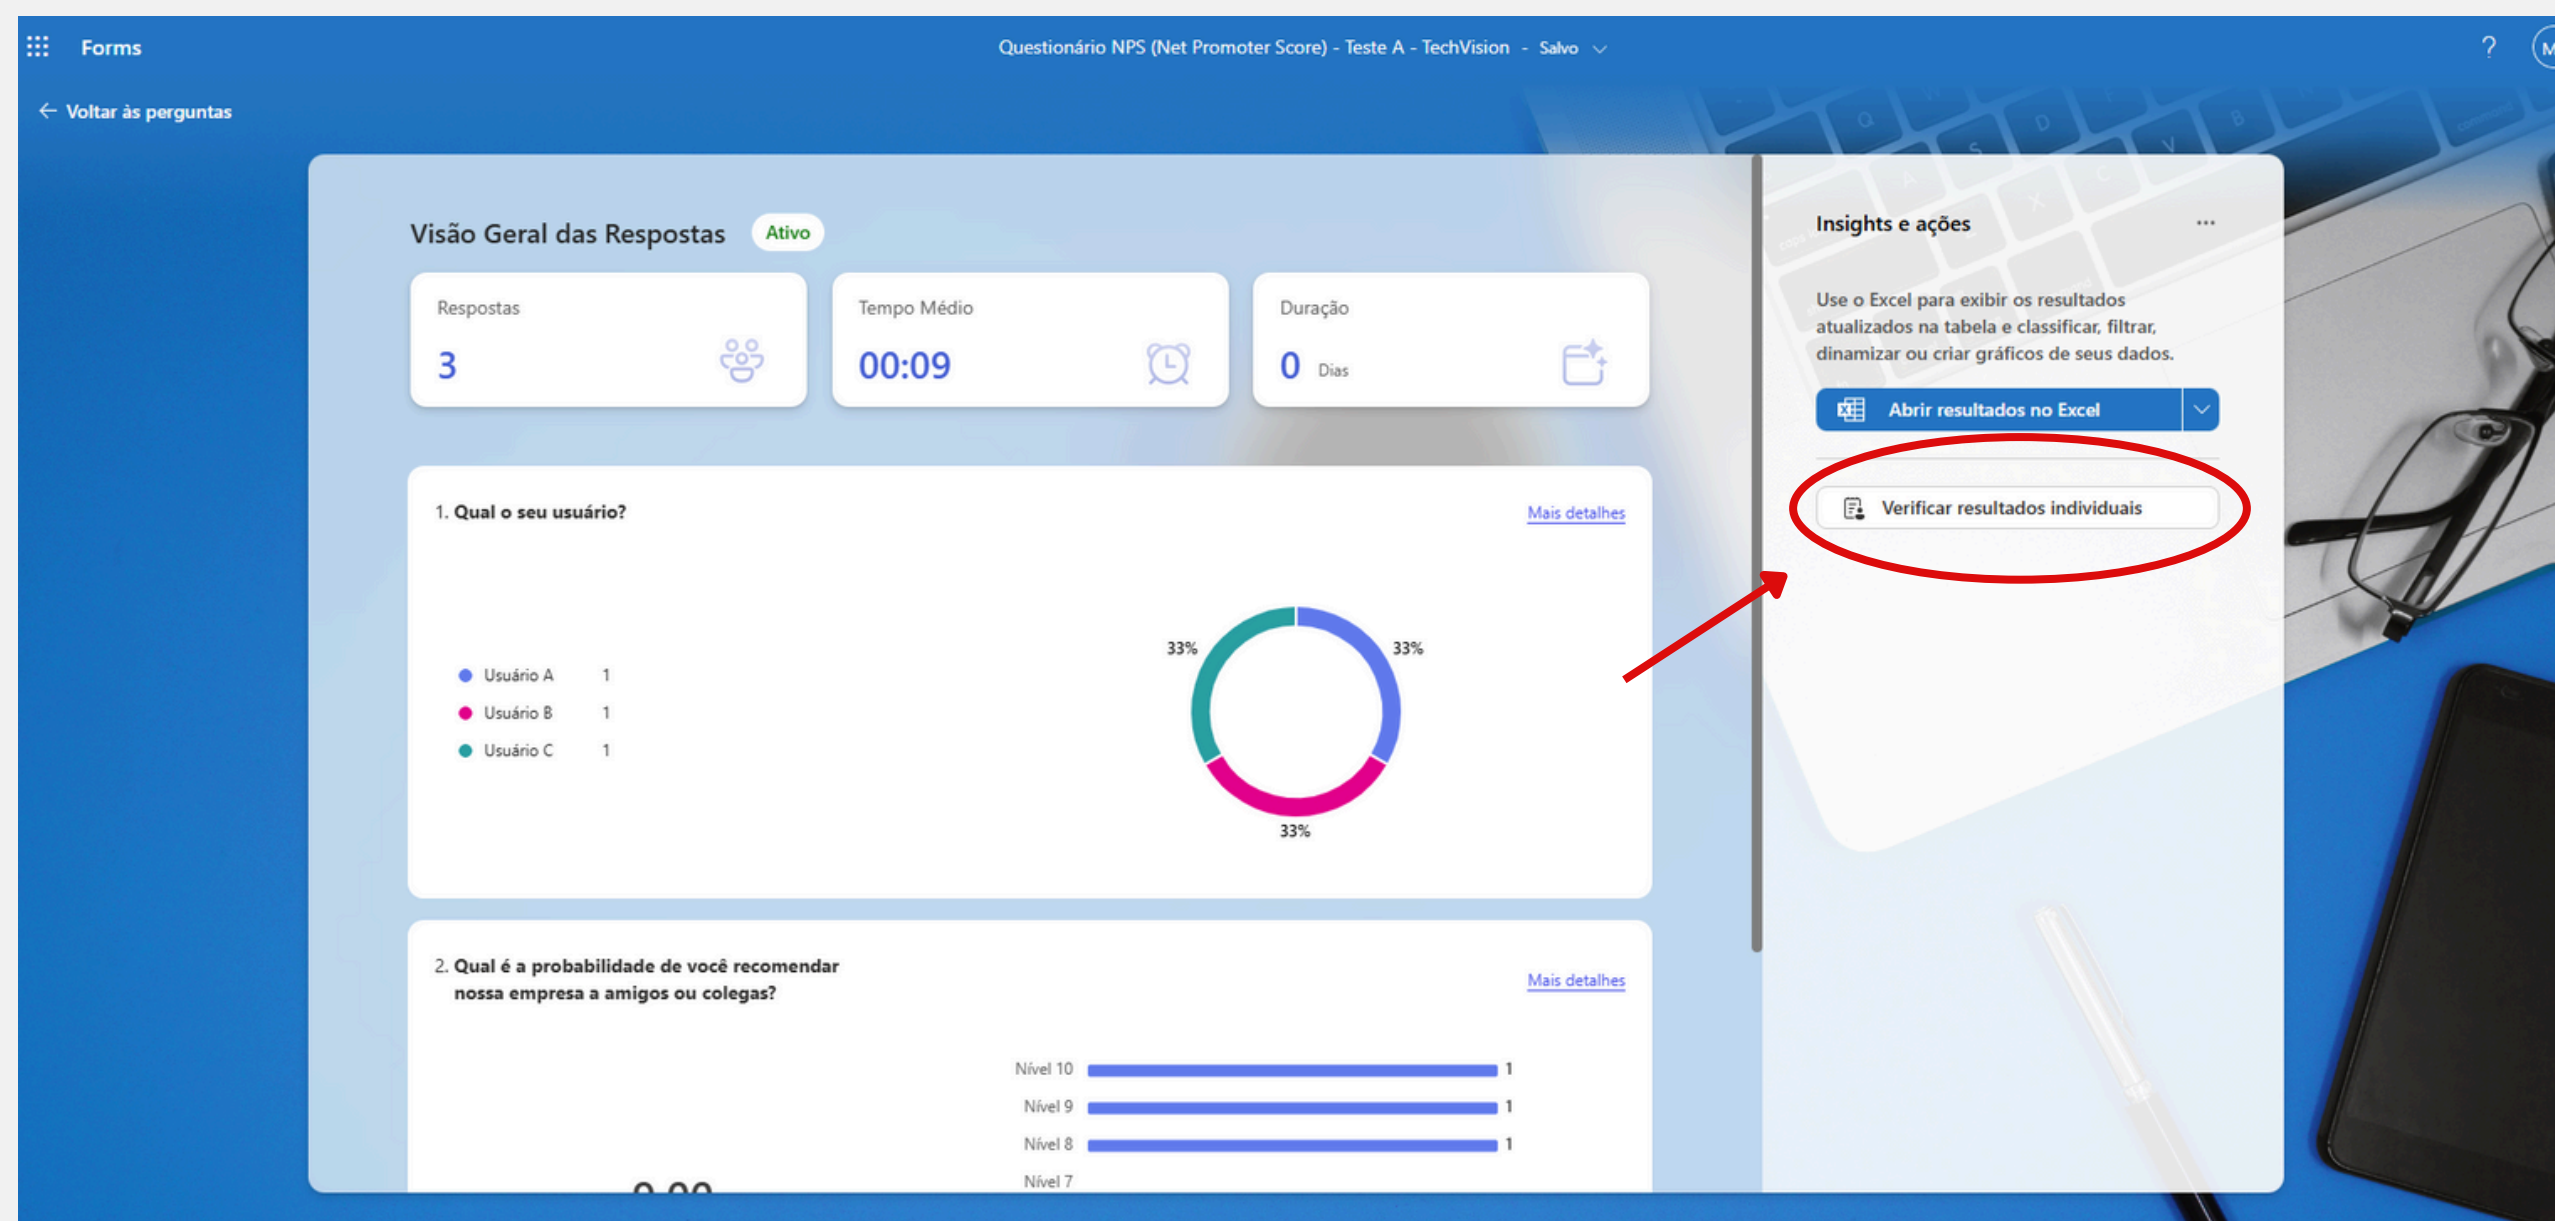 Forms
Questionário NPS (Net Promoter Score) - Teste A - TechVision - Salvo
?
M
Voltar às perguntas
Visão Geral das Respostas
Ativo
Respostas
3
Tempo Médio
00:09
Duração
0 Dias
1. Qual o seu usuário?
Mais detalhes
Usuário A 1
Usuário B 1
Usuário C 1
33%
33%
33%
2. Qual é a probabilidade de você recomendar
nossa empresa a amigos ou colegas?
Mais detalhes
Nível 10 1
Nível 9 1
Nível 8 1
Nível 7
Insights e ações
...
Use o Excel para exibir os resultados
atualizados na tabela e classificar, filtrar,
dinamizar ou criar gráficos de seus dados.
Abrir resultados no Excel
Verificar resultados individuais